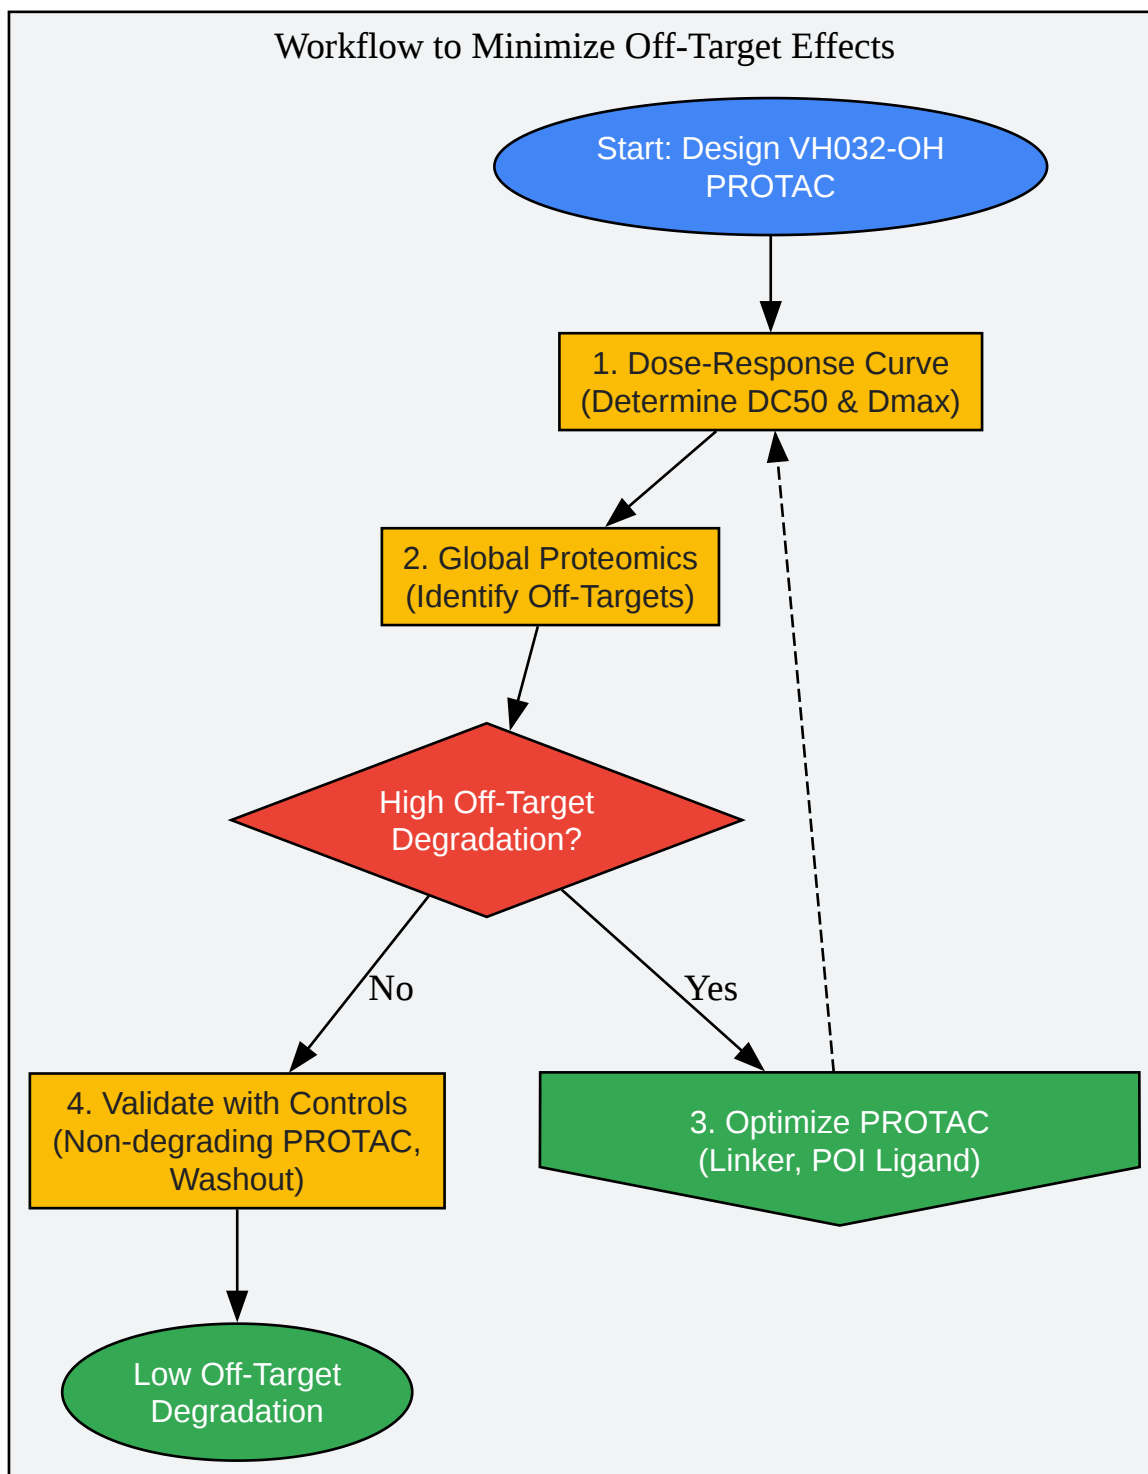 Workflow to Minimize Off-Target Effects
Start: Design VH032-OH
PROTAC
1. Dose-Response Curve
(Determine DC50 & Dmax)
2. Global Proteomics
(Identify Off-Targets)
High Off-Target
Degradation?
No
Yes
4. Validate with Controls
(Non-degrading PROTAC,
Washout)
3. Optimize PROTAC
(Linker, POI Ligand)
Low Off-Target
Degradation